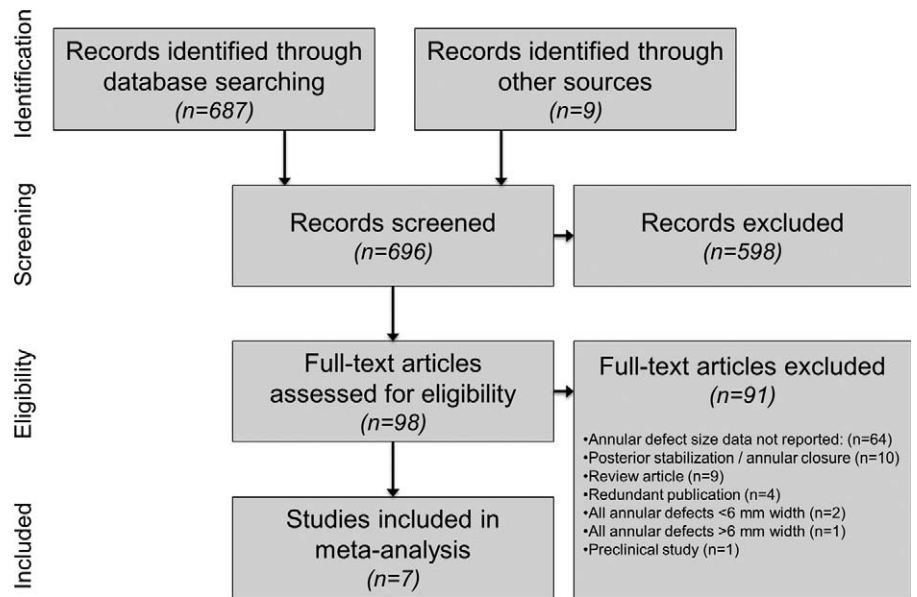 Identification
Records identified through
database searching
(n=687)
Records identified through
other sources
(n=9)
Screening
Records screened
(n=696)
Records excluded
(n=598)
Eligibility
Full-text articles
assessed for eligibility
(n=98)
Full-text articles excluded
(n=91)
•Annular defect size data not reported: (n=64)
•Posterior stabilization / annular closure (n=10)
•Review article (n=9)
•Redundant publication (n=4)
•All annular defects <6 mm width (n=2)
•All annular defects >6 mm width (n=1)
•Preclinical study (n=1)
Included
Studies included in
meta-analysis
(n=7)